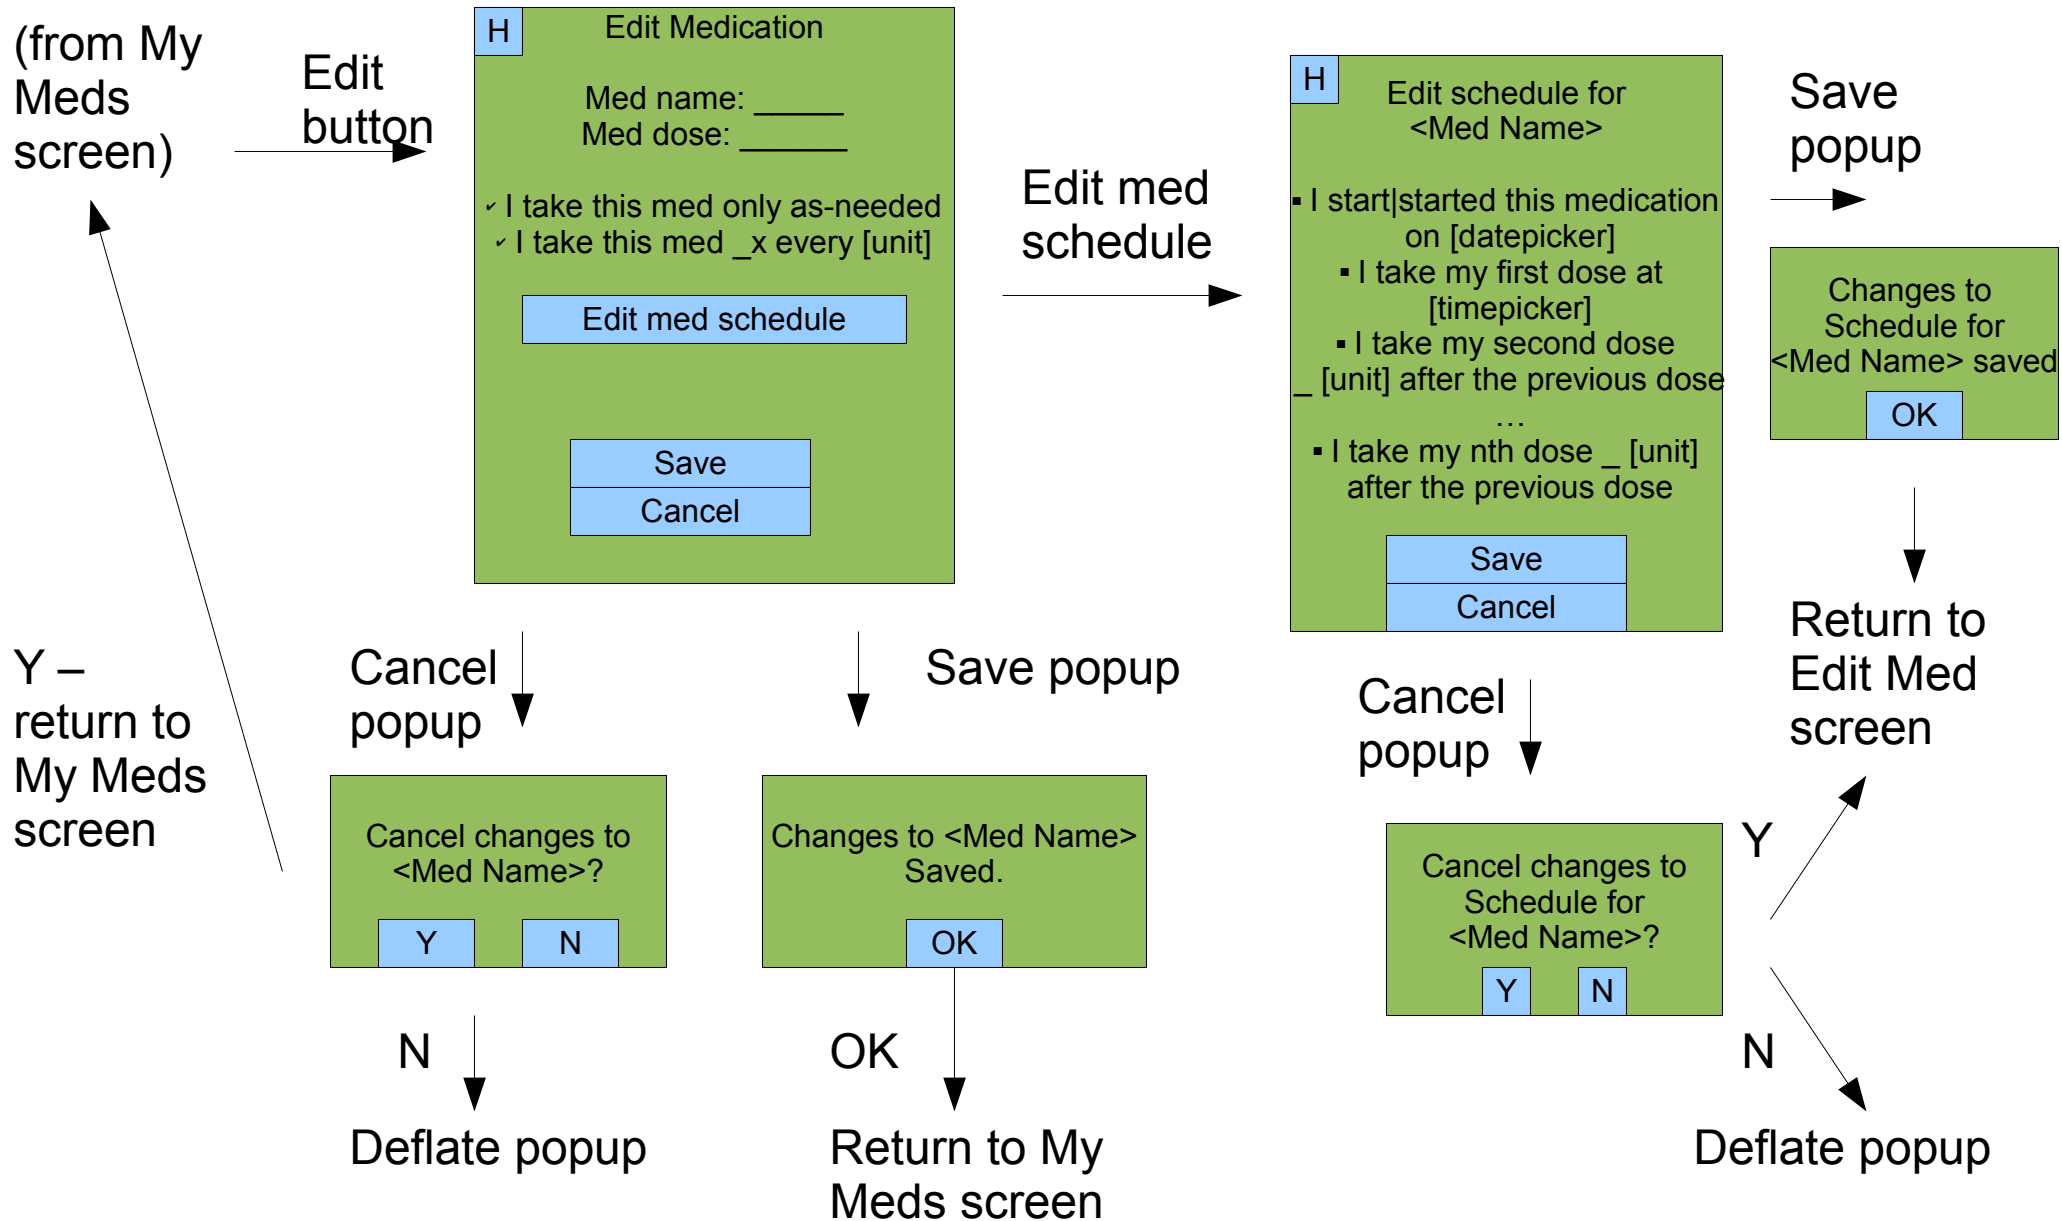 (from My
Meds
screen)
Edit
button
H
Edit Medication
Med name: _____
Med dose: ______
✔ I take this med only as-needed
✔ I take this med _x every [unit]
Edit med schedule
Save
Cancel
Edit med
schedule
H
Edit schedule for
<Med Name>
▪ I start|started this medication
on [datepicker]
▪ I take my first dose at
[timepicker]
▪ I take my second dose
_ [unit] after the previous dose
…
▪ I take my nth dose _ [unit]
after the previous dose
Save
Cancel
Save
popup
Changes to
Schedule for
<Med Name> saved
OK
Return to
Edit Med
screen
Y –
return to
My Meds
screen
Cancel
popup
Save popup
Cancel changes to
<Med Name>?
Y
N
Changes to <Med Name>
Saved.
OK
N
Deflate popup
OK
Return to My
Meds screen
Cancel
popup
Cancel changes to
Schedule for
<Med Name>?
Y
N
Y
N
Deflate popup